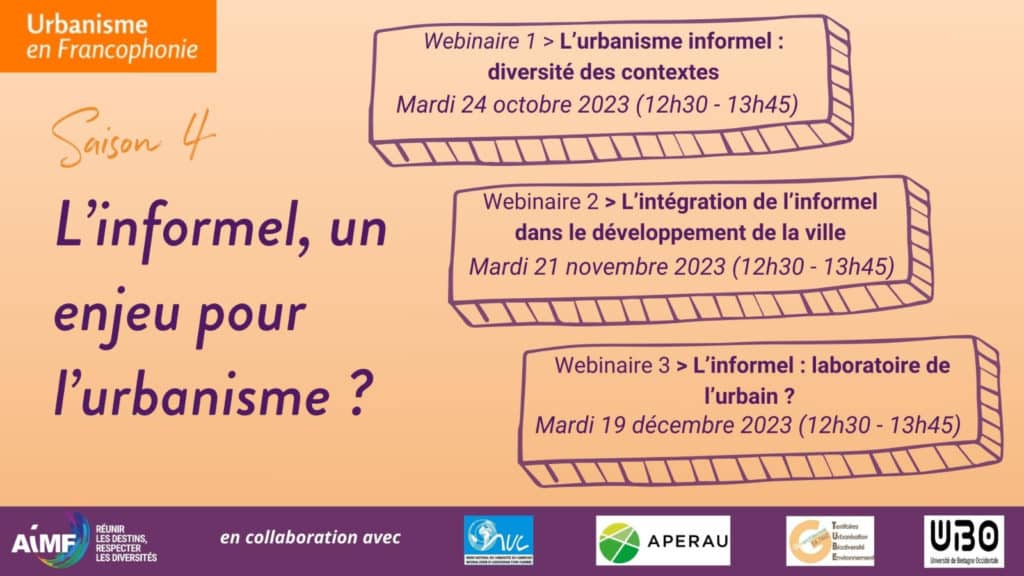 Urbanisme
en Francophonie
Saison 4
L'informel, un
enjeu pour
l'urbanisme ?
Webinaire 1 > L'urbanisme informel :
diversité des contextes
Mardi 24 octobre 2023 (12h30 - 13h45)
Webinaire 2 > L'intégration de l'informel
dans le développement de la ville
Mardi 21 novembre 2023 (12h30 - 13h45)
Webinaire 3 > L'informel : laboratoire de
l'urbain ?
Mardi 19 décembre 2023 (12h30 - 13h45)
AIMF
RÉUNIR
LES DESTINS,
RESPECTER
LES DIVERSITÉS
en collaboration avec
APERAU
Territoires
Urbanisation
Biodiversité
Environnement
UBO
Université de Bretagne Occidentale